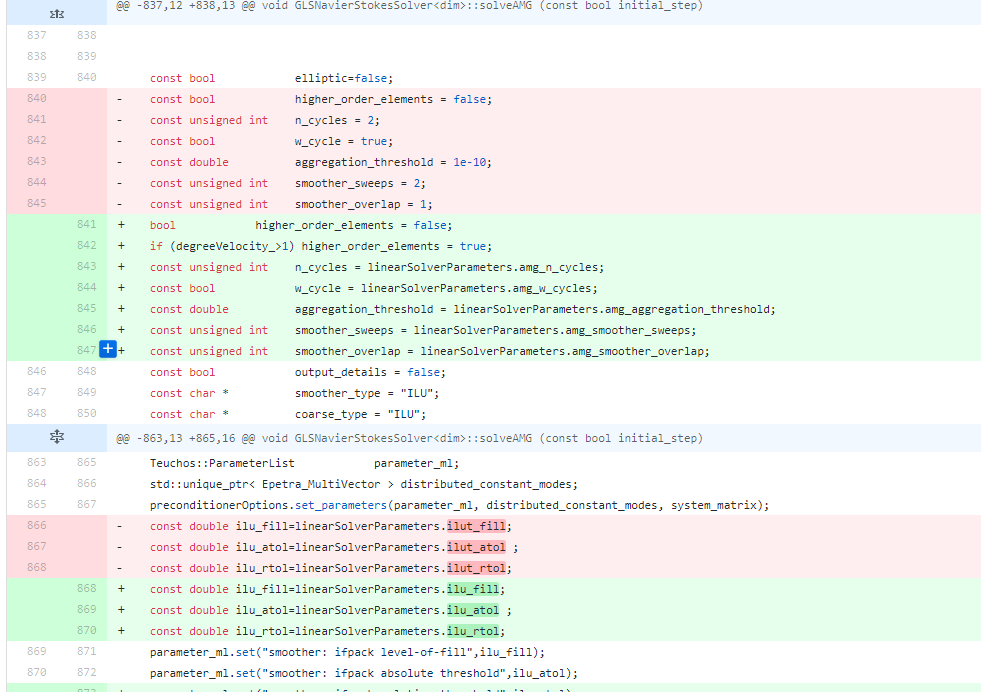 @@ -837,12 +838,13 @@ void GLSNavierStokesSolver<dim>::solveAMG (const bool initial_step)
837 838
838 839
839 840 const bool elliptic=false;
840 - const bool higher_order_elements = false;
841 - const unsigned int n_cycles = 2;
842 - const bool w_cycle = true;
843 - const double aggregation_threshold = 1e-10;
844 - const unsigned int smoother_sweeps = 2;
845 - const unsigned int smoother_overlap = 1;
841 + bool higher_order_elements = false;
842 + if (degreeVelocity_>1) higher_order_elements = true;
843 + const unsigned int n_cycles = linearSolverParameters.amg_n_cycles;
844 + const bool w_cycle = linearSolverParameters.amg_w_cycles;
845 + const double aggregation_threshold = linearSolverParameters.amg_aggregation_threshold;
846 + const unsigned int smoother_sweeps = linearSolverParameters.amg_smoother_sweeps;
847 + const unsigned int smoother_overlap = linearSolverParameters.amg_smoother_overlap;
846 848 const bool output_details = false;
847 849 const char * smoother_type = "ILU";
848 850 const char * coarse_type = "ILU";
@@ -863,13 +865,16 @@ void GLSNavierStokesSolver<dim>::solveAMG (const bool initial_step)
863 865 Teuchos::ParameterList parameter_ml;
864 866 std::unique_ptr< Epetra_MultiVector > distributed_constant_modes;
865 867 preconditionerOptions.set_parameters(parameter_ml, distributed_constant_modes, system_matrix);
866 - const double ilu_fill=linearSolverParameters.ilut_fill;
867 - const double ilu_atol=linearSolverParameters.ilut_atol ;
868 - const double ilu_rtol=linearSolverParameters.ilut_rtol;
868 + const double ilu_fill=linearSolverParameters.ilu_fill;
869 + const double ilu_atol=linearSolverParameters.ilu_atol ;
870 + const double ilu_rtol=linearSolverParameters.ilu_rtol;
869 871 parameter_ml.set("smoother: ifpack level-of-fill",ilu_fill);
870 872 parameter_ml.set("smoother: ifpack absolute threshold",ilu_atol);